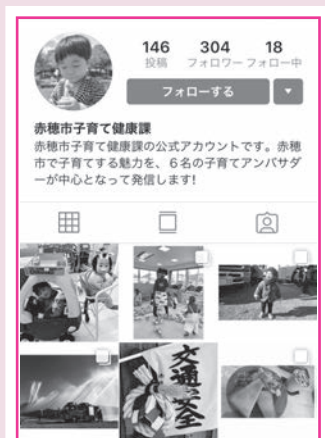 146 304 18
投稿 フォロワー フォロー中
フォローする
赤穂市子育て健康課
赤穂市子育て健康課の公式アカウントです。赤穂
市で子育てする魅力を、６名の子育てアンバサダ
ーが中心となって発信します!
交通安全